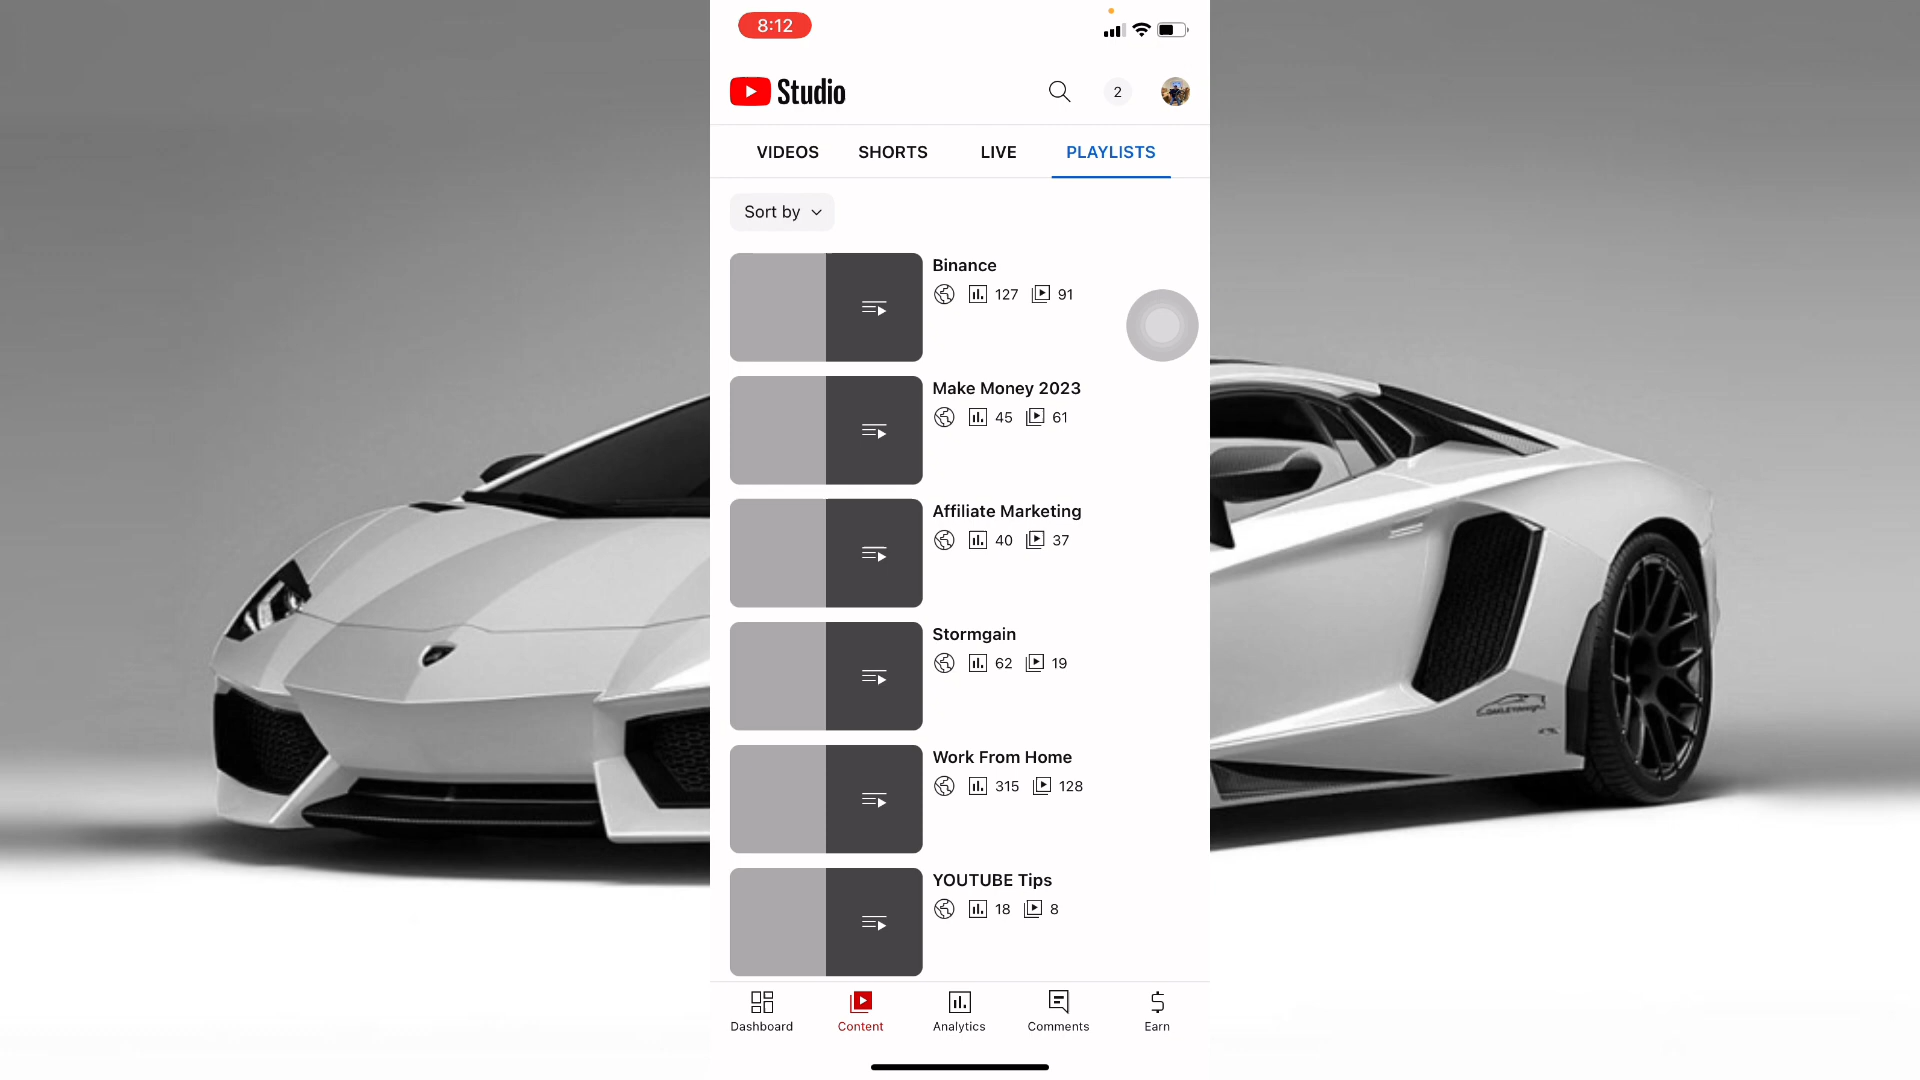 8:12
Studio
2
VIDEOS SHORTS LIVE PLAYLISTS
Sort by
Binance
127 91
Make Money 2023
45 61
Affiliate Marketing
40 37
Stormgain
62 19
Work From Home
315 128
YOUTUBE Tips
18 8
Dashboard Content Analytics Comments Earn